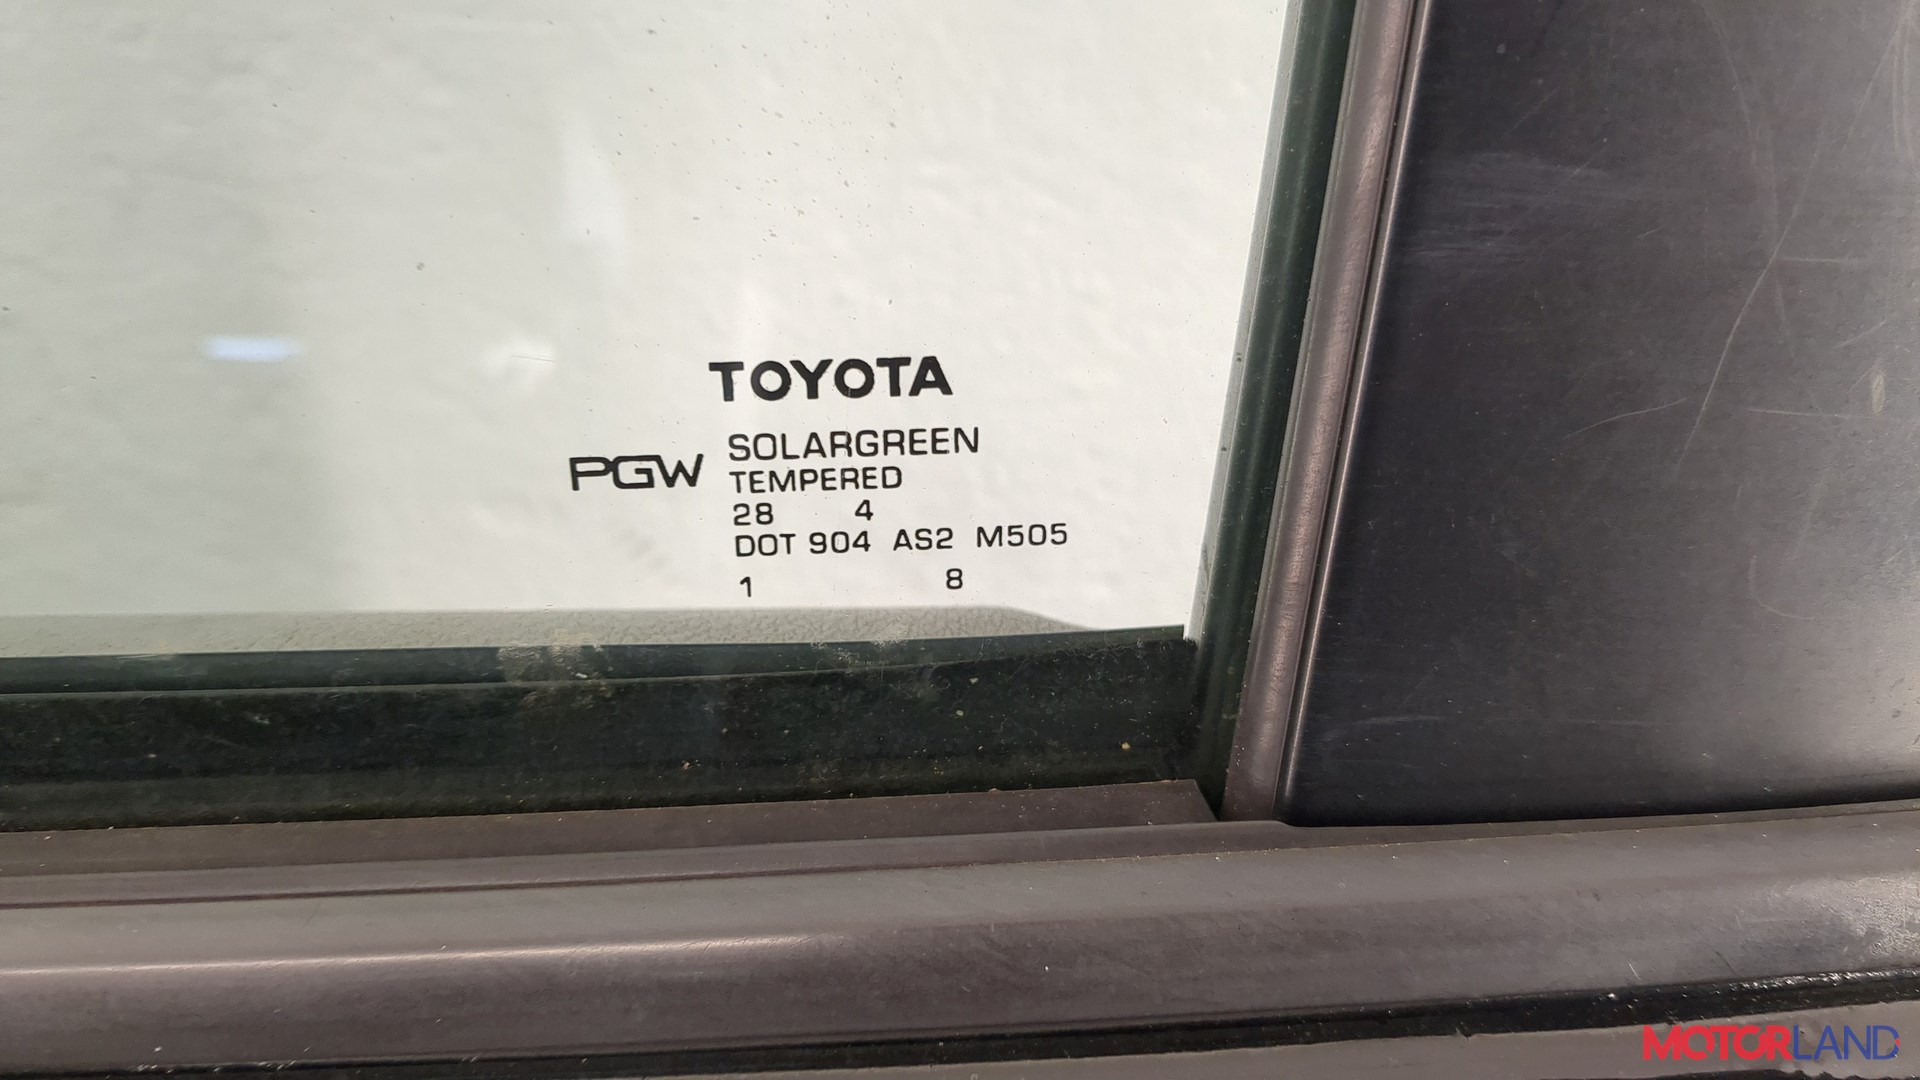 TOYOTA
PGW SOLARGREEN
TEMPERED
28 4
DOT 904 AS2 M505
1 8
MOTORLAND